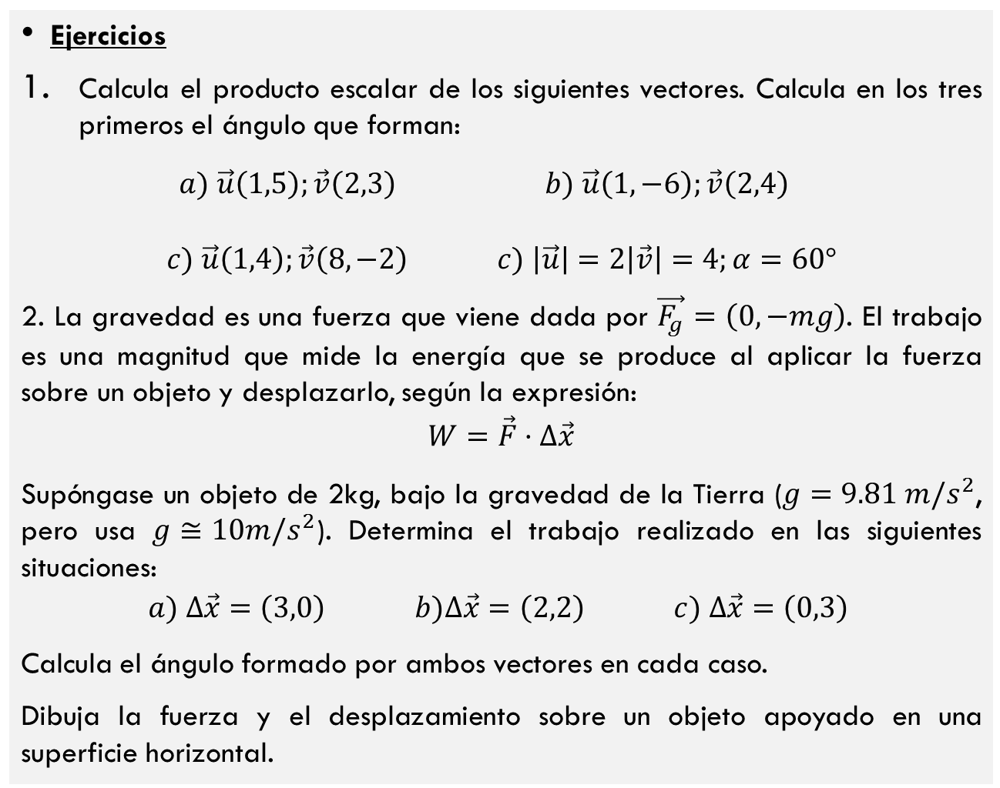 • Ejercicios
1. Calcula el producto escalar de los siguientes vectores. Calcula en los tres
primeros el ángulo que forman:
a) u⃗(1,5); v⃗(2,3) b) u⃗(1, −6); v⃗(2,4)
c) u⃗(1,4); v⃗(8, −2) c) |u⃗| = 2|v⃗| = 4; α = 60°
2. La gravedad es una fuerza que viene dada por F_g⃗ = (0, −mg). El trabajo
es una magnitud que mide la energía que se produce al aplicar la fuerza
sobre un objeto y desplazarlo, según la expresión:
W = F⃗ · Δx⃗
Supóngase un objeto de 2kg, bajo la gravedad de la Tierra (g = 9.81 m/s²,
pero usa g ≅ 10m/s²). Determina el trabajo realizado en las siguientes
situaciones:
a) Δx⃗ = (3,0) b)Δx⃗ = (2,2) c) Δx⃗ = (0,3)
Calcula el ángulo formado por ambos vectores en cada caso.
Dibuja la fuerza y el desplazamiento sobre un objeto apoyado en una
superficie horizontal.